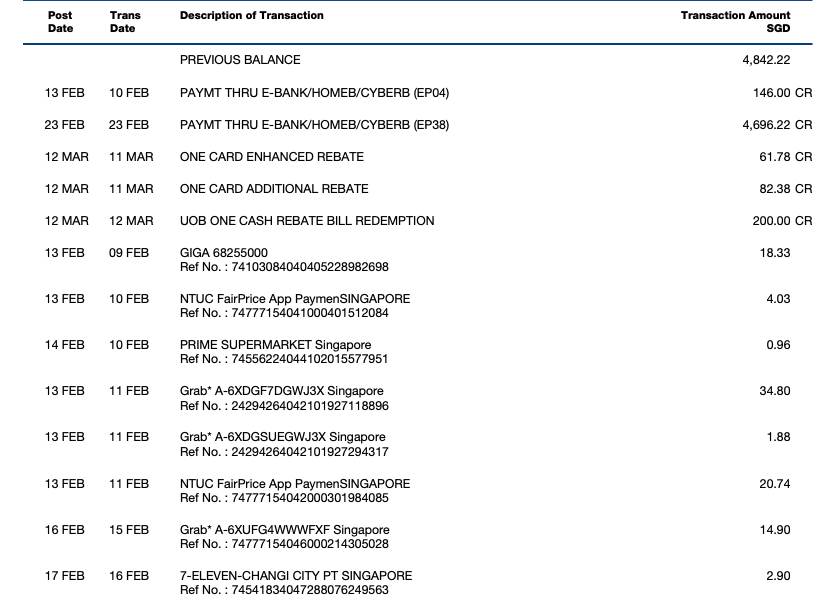 Post Trans Description of Transaction Transaction Amount
Date Date SGD
PREVIOUS BALANCE 4,842.22
13 FEB 10 FEB PAYMT THRU E-BANK/HOMEB/CYBERB (EP04) 146.00 CR
23 FEB 23 FEB PAYMT THRU E-BANK/HOMEB/CYBERB (EP38) 4,696.22 CR
12 MAR 11 MAR ONE CARD ENHANCED REBATE 61.78 CR
12 MAR 11 MAR ONE CARD ADDITIONAL REBATE 82.38 CR
12 MAR 12 MAR UOB ONE CASH REBATE BILL REDEMPTION 200.00 CR
13 FEB 09 FEB GIGA 68255000 18.33
Ref No. : 74103084040405228982698
13 FEB 10 FEB NTUC FairPrice App PaymenSINGAPORE 4.03
Ref No. : 74777154041000401512084
14 FEB 10 FEB PRIME SUPERMARKET Singapore 0.96
Ref No. : 74556224044102015577951
13 FEB 11 FEB Grab* A-6XDGF7DGWJ3X Singapore 34.80
Ref No. : 24294264042101927118896
13 FEB 11 FEB Grab* A-6XDGSUEGWJ3X Singapore 1.88
Ref No. : 24294264042101927294317
13 FEB 11 FEB NTUC FairPrice App PaymenSINGAPORE 20.74
Ref No. : 74777154042000301984085
16 FEB 15 FEB Grab* A-6XUFG4WWWFXF Singapore 14.90
Ref No. : 74777154046000214305028
17 FEB 16 FEB 7-ELEVEN-CHANGI CITY PT SINGAPORE 2.90
Ref No. : 74541834047288076249563